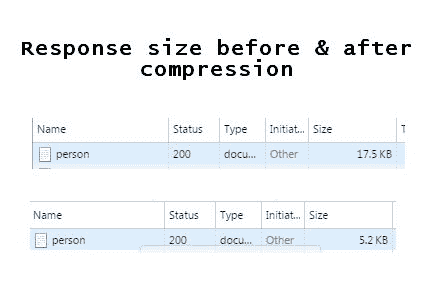 Response size before & after
compression
Name Status Type Initiat... Size T
person 200 docu... Other 17.5 KB
Name Status Type Initiat... Size
person 200 docu... Other 5.2 KB